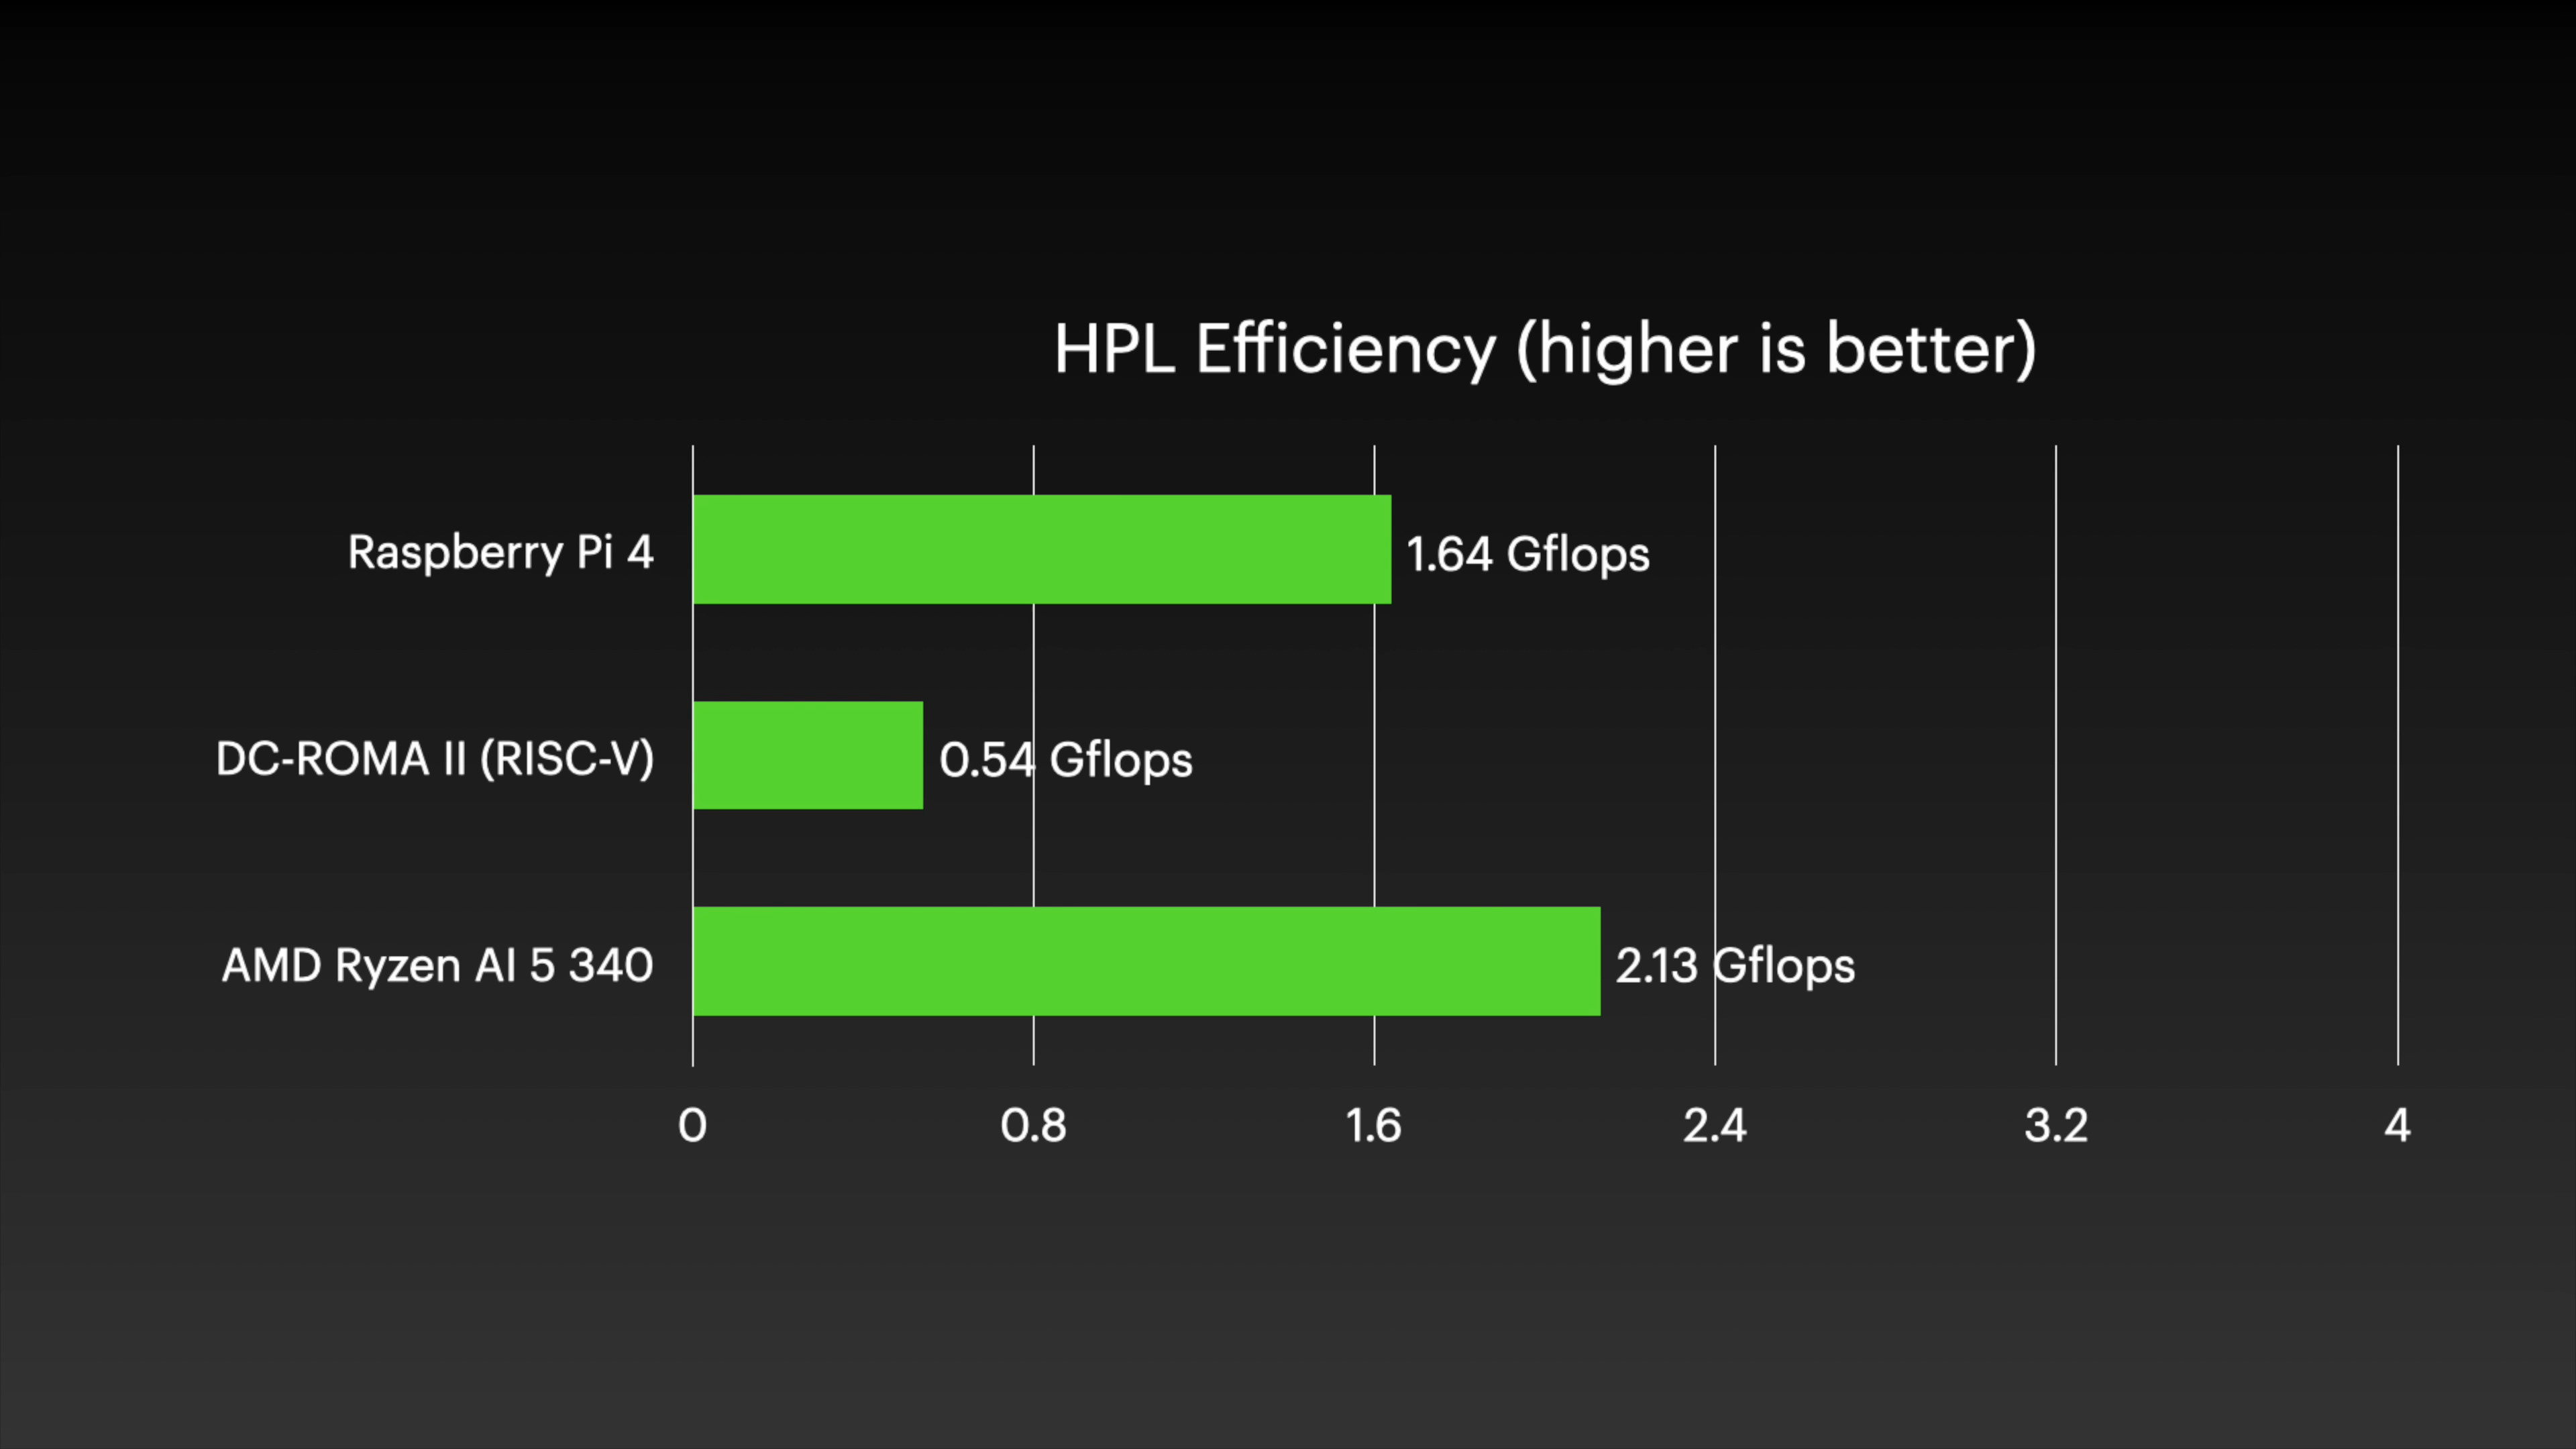 HPL Efficiency (higher is better)
Raspberry Pi 4
1.64 Gflops
DC-ROMA II (RISC-V)
0.54 Gflops
AMD Ryzen AI 5 340
2.13 Gflops
0 0.8 1.6 2.4 3.2 4